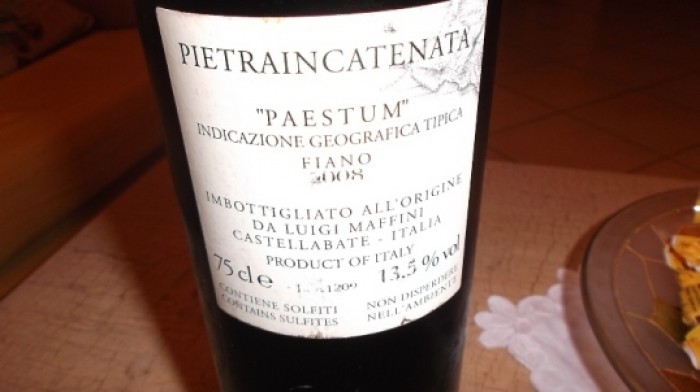 PIETRAINCATENATA
"PAESTUM"
INDICAZIONE GEOGRAFICA TIPICA
FIANO
2008
IMBOTTIGLIATO ALL'ORIGINE
DA LUIGI MAFFINI
CASTELLABATE - ITALIA
PRODUCT OF ITALY
75 cl e 13.5 % vol
CONTIENE SOLFITI
CONTAINS SULFITES
NON DISPERDERE
NELL'AMBIENTE